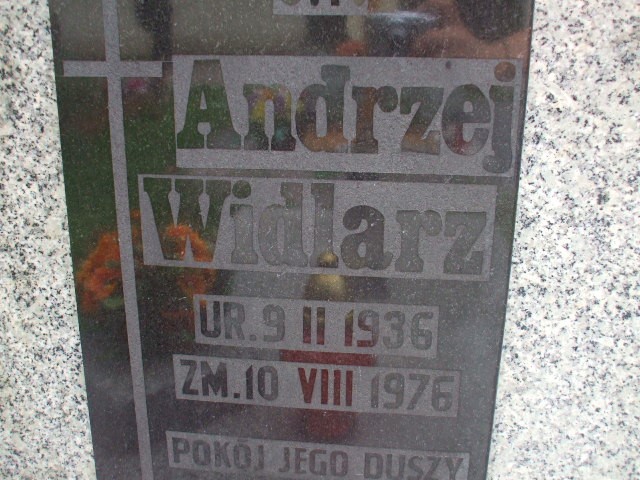 Andrzej
Widlarz
UR. 9 II 1936
ZM. 10 VIII 1976
POKÓJ JEGO DUSZY